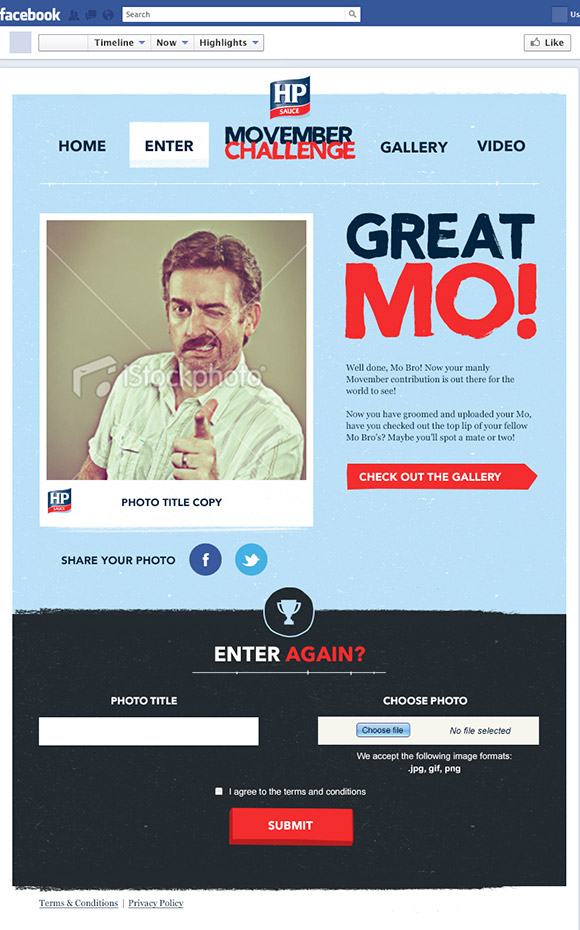 facebook
Search
Us
Timeline
Now
Highlights
Like
HP
SAUCE
HOME
ENTER
MOVEMBER
CHALLENGE
GALLERY
VIDEO
iStockphoto
GREAT
MO!
Well done, Mo Bro! Now your manly
Movember contribution is out there for the
world to see!
Now you have groomed and uploaded your Mo,
have you checked out the top lip of your fellow
Mo Bro's? Maybe you'll spot a mate or two!
CHECK OUT THE GALLERY
HP
SAUCE
PHOTO TITLE COPY
SHARE YOUR PHOTO
f
ENTER AGAIN?
PHOTO TITLE
CHOOSE PHOTO
Choose file
No file selected
We accept the following image formats:
.jpg, gif, png
I agree to the terms and conditions
SUBMIT
Terms & Conditions | Privacy Policy